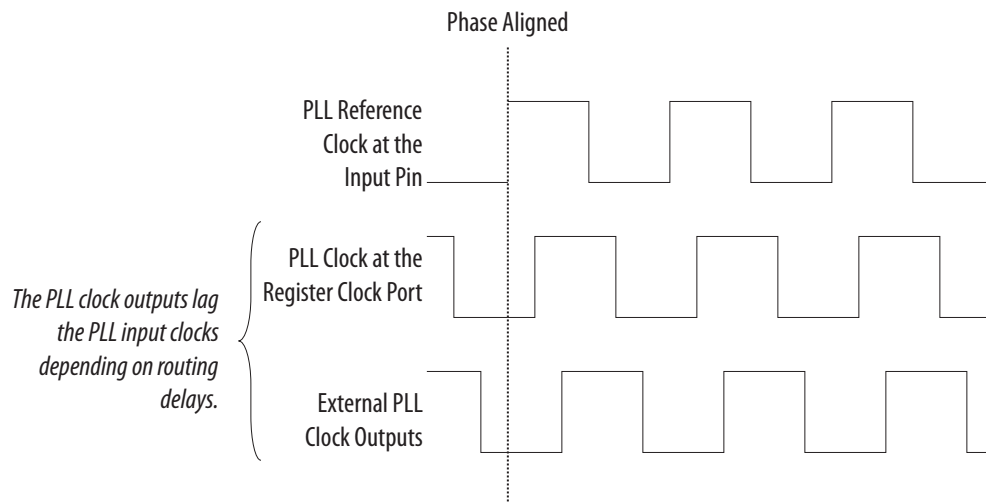 Phase Aligned
PLL Reference
Clock at the
Input Pin
PLL Clock at the
Register Clock Port
The PLL clock outputs lag
the PLL input clocks
depending on routing
delays.
External PLL
Clock Outputs